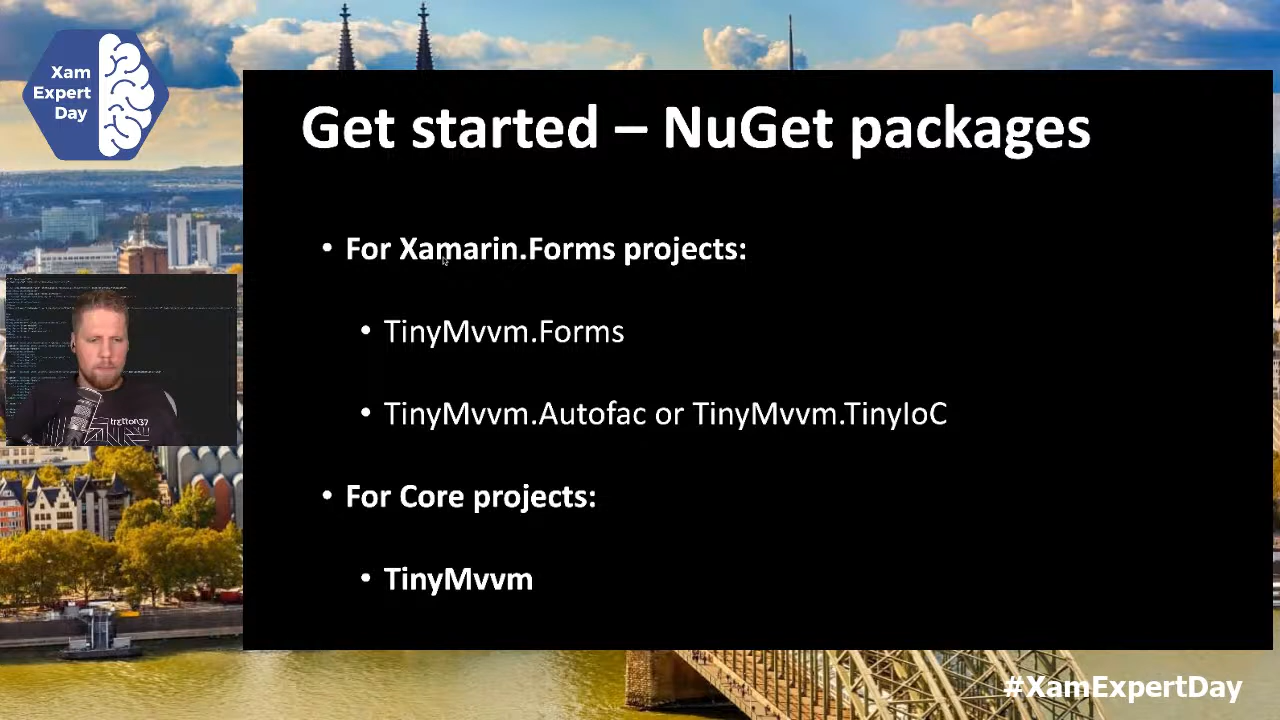 Xam
Expert
Day
Get started – NuGet packages
• For Xamarin.Forms projects:
• TinyMvvm.Forms
• TinyMvvm.Autofac or TinyMvvm.TinyIoC
• For Core projects:
• TinyMvvm
tretton37
#XamExpertDay